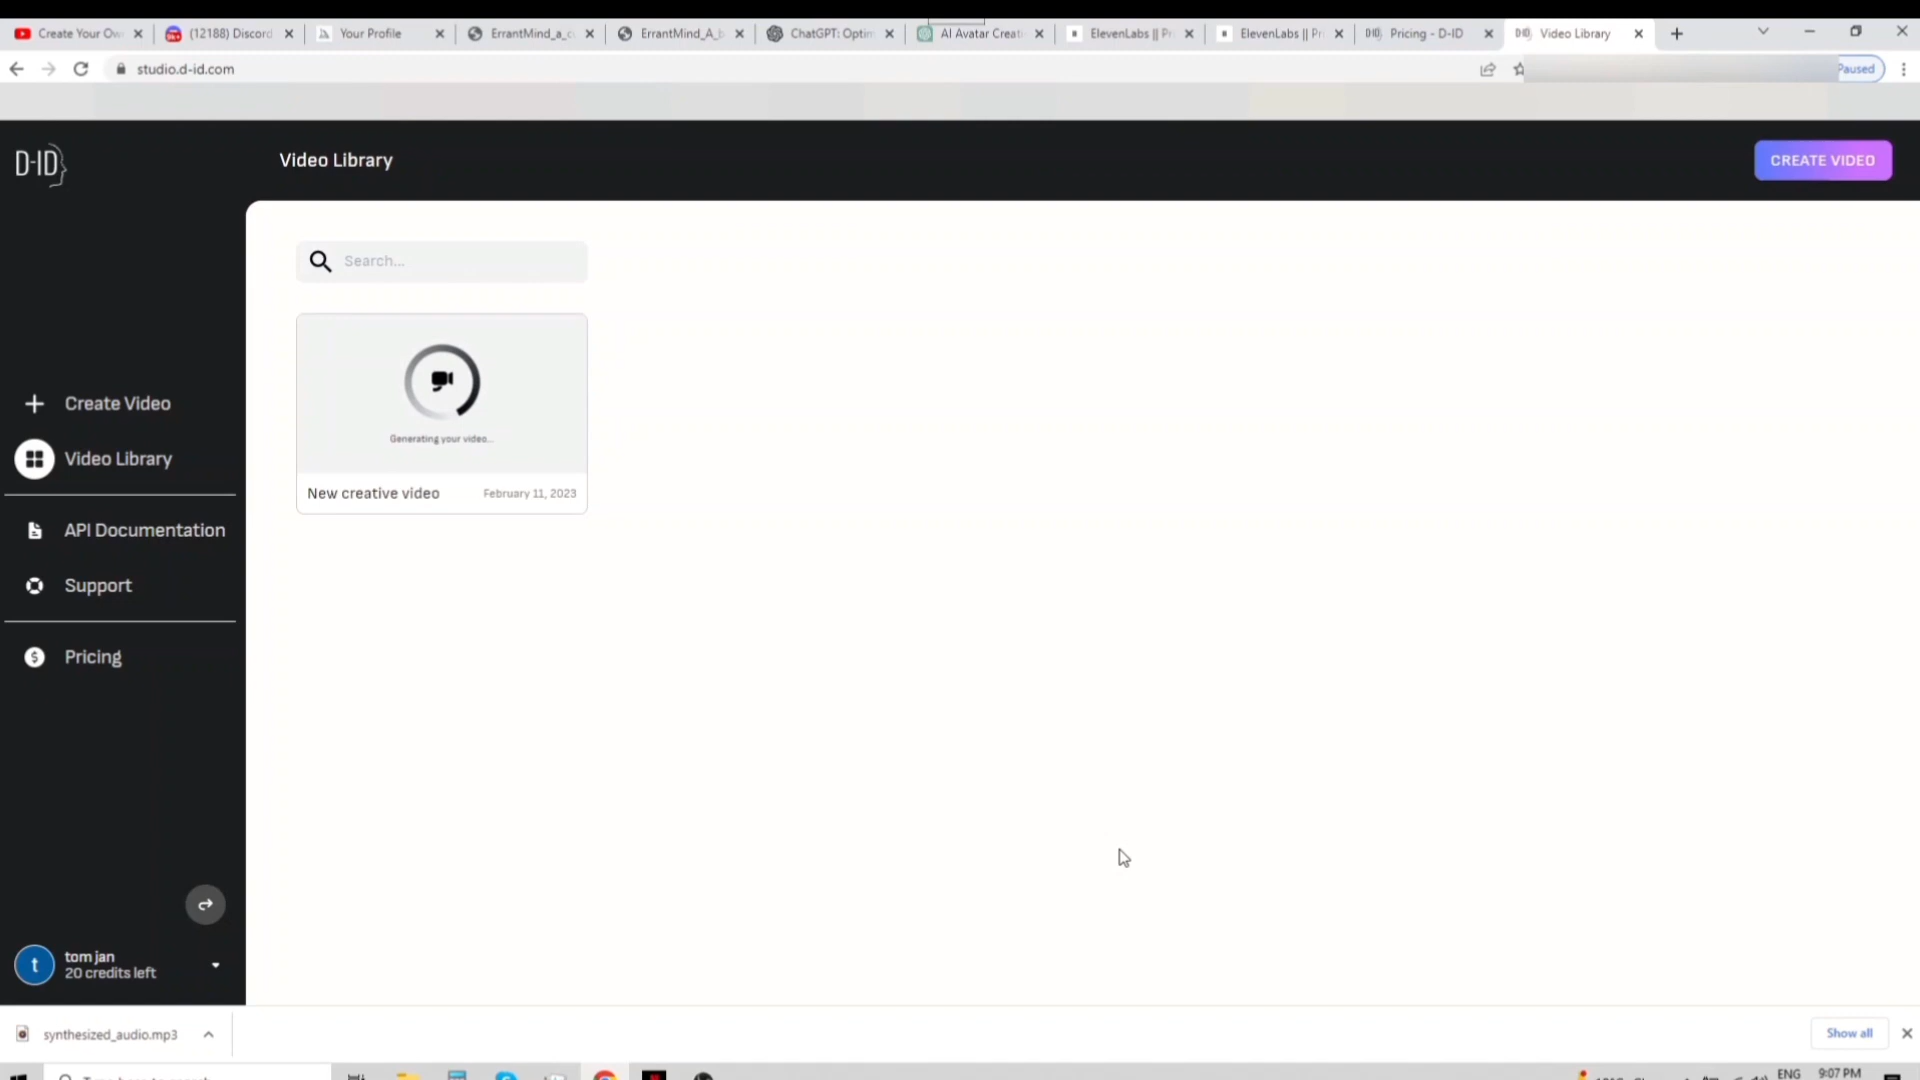 Create Your Ow
(12188) Discord
Your Profile
ErrantMind_a_c
ErrantMind_A_b
ChatGPT: Optim
AI Avatar Creati
ElevenLabs || Pr
ElevenLabs || Pr
Pricing - D-ID
Video Library
studio.d-id.com
Paused
D-ID
Video Library
CREATE VIDEO
Search...
Generating your video...
New creative video
February 11, 2023
Create Video
Video Library
API Documentation
Support
Pricing
tom jan
20 credits left
synthesized_audio.mp3
Show all
ENG
9:07 PM